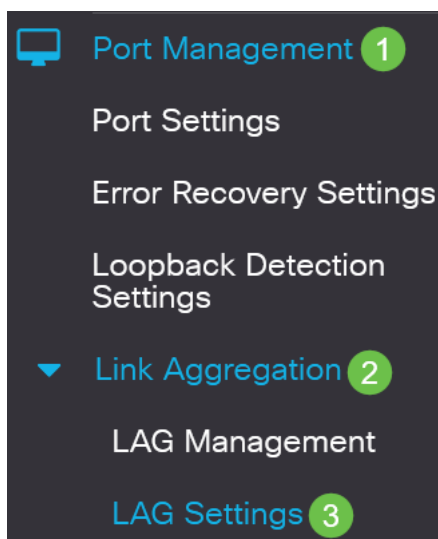 Port Management 1
Port Settings
Error Recovery Settings
Loopback Detection
Settings
Link Aggregation 2
LAG Management
LAG Settings 3